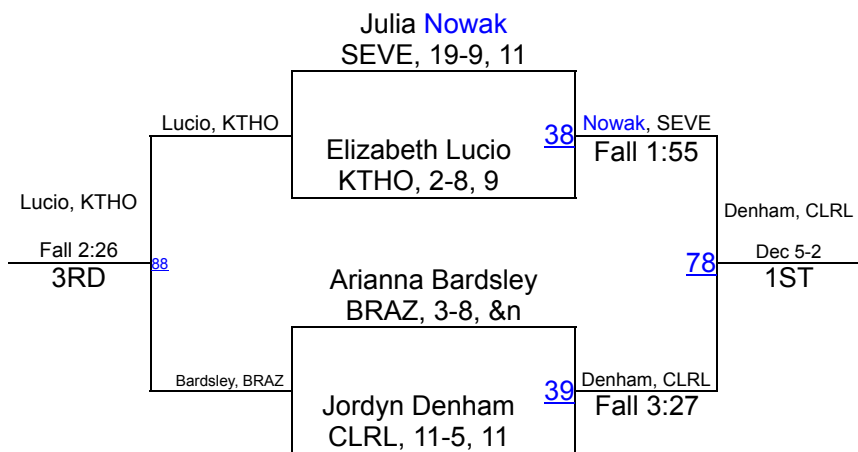 Julia Nowak
SEVE, 19-9, 11
Lucio, KTHO
38
Nowak, SEVE
Elizabeth Lucio
KTHO, 2-8, 9
Fall 1:55
Lucio, KTHO
Denham, CLRL
Fall 2:26
88
3RD
78
Dec 5-2
1ST
Arianna Bardsley
BRAZ, 3-8, &n
Bardsley, BRAZ
39
Denham, CLRL
Jordyn Denham
CLRL, 11-5, 11
Fall 3:27